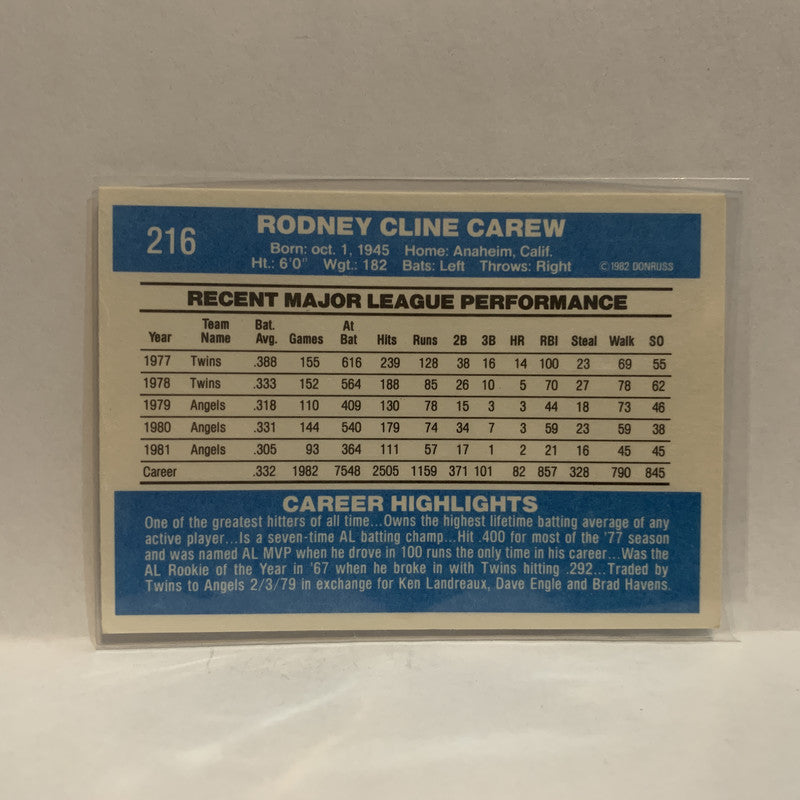 216
RODNEY CLINE CAREW
Born: oct. 1, 1945 Home: Anaheim, Calif.
Ht.: 6'0" Wgt.: 182 Bats: Left Throws: Right © 1982 DONRUSS
RECENT MAJOR LEAGUE PERFORMANCE
Year Team Name Bat. Avg. Games At Bat Hits Runs 2B 3B HR RBI Steal Walk SO
1977 Twins .388 155 616 239 128 38 16 14 100 23 69 55
1978 Twins .333 152 564 188 85 26 10 5 70 27 78 62
1979 Angels .318 110 409 130 78 15 3 3 44 18 73 46
1980 Angels .331 144 540 179 74 34 7 3 59 23 59 38
1981 Angels .305 93 364 111 57 17 1 2 21 16 45 45
Career .332 1982 7548 2505 1159 371 101 82 857 328 790 845
CAREER HIGHLIGHTS
One of the greatest hitters of all time...Owns the highest lifetime batting average of any
active player...Is a seven-time AL batting champ...Hit .400 for most of the '77 season
and was named AL MVP when he drove in 100 runs the only time in his career...Was the
AL Rookie of the Year in '67 when he broke in with Twins hitting .292...Traded by
Twins to Angels 2/3/79 in exchange for Ken Landreaux, Dave Engle and Brad Havens.